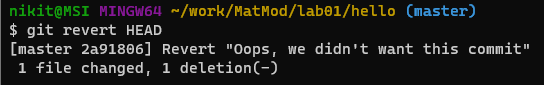 nikit@MSI MINGW64 ~/work/MatMod/lab01/hello (master)
$ git revert HEAD
[master 2a91806] Revert "Oops, we didn't want this commit"
 1 file changed, 1 deletion(-)